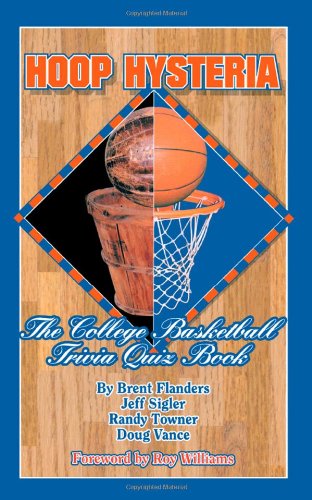 HOOP HYSTERIA
The College Basketball
Trivia Quiz Book
By Brent Flanders
Jeff Sigler
Randy Towner
Doug Vance
Foreword by Roy Williams